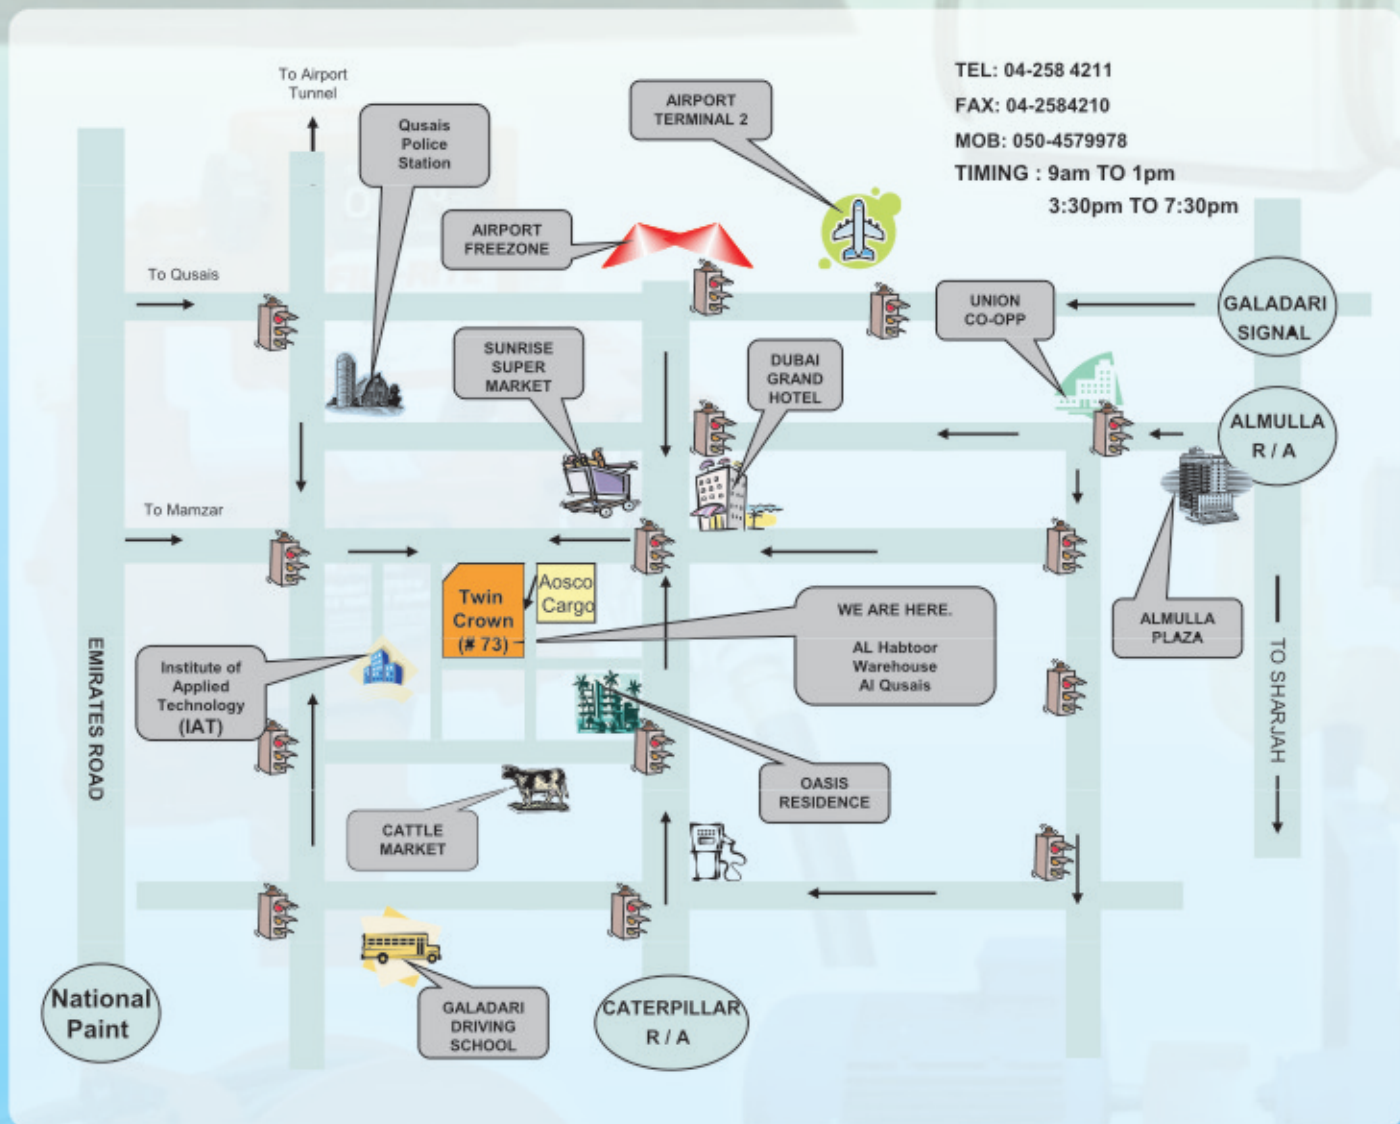 To Airport
Tunnel
Qusais
Police
Station
AIRPORT
TERMINAL 2
TEL: 04-258 4211
FAX: 04-2584210
MOB: 050-4579978
TIMING : 9am TO 1pm
3:30pm TO 7:30pm
AIRPORT
FREEZONE
To Qusais
UNION
CO-OPP
GALADARI
SIGNAL
SUNRISE
SUPER
MARKET
DUBAI
GRAND
HOTEL
ALMULLA
R / A
To Mamzar
Twin
Crown
(# 73)
Aosco
Cargo
WE ARE HERE.
AL Habtoor
Warehouse
Al Qusais
ALMULLA
PLAZA
EMIRATES ROAD
Institute of
Applied
Technology
(IAT)
TO SHARJAH
OASIS
RESIDENCE
CATTLE
MARKET
National
Paint
GALADARI
DRIVING
SCHOOL
CATERPILLAR
R / A